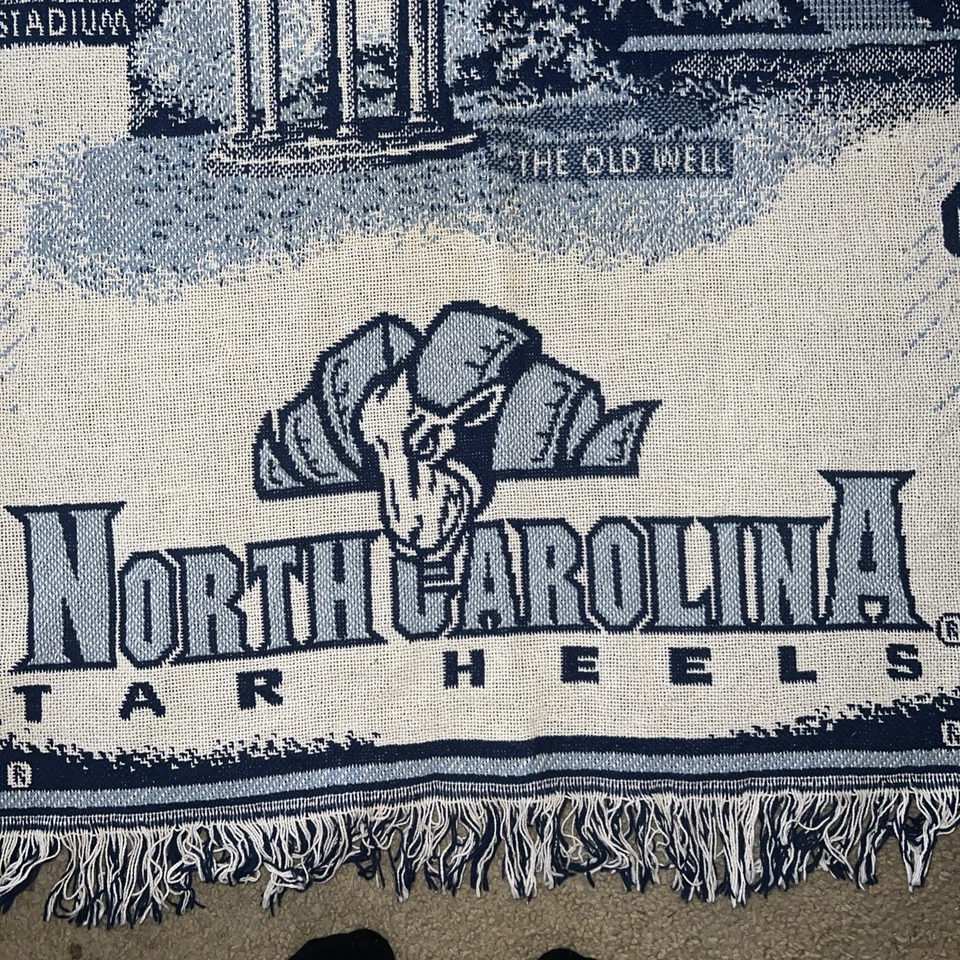 STADIUM
THE OLD WELL
NORTH CAROLINA ®
TAR HEELS
®
®